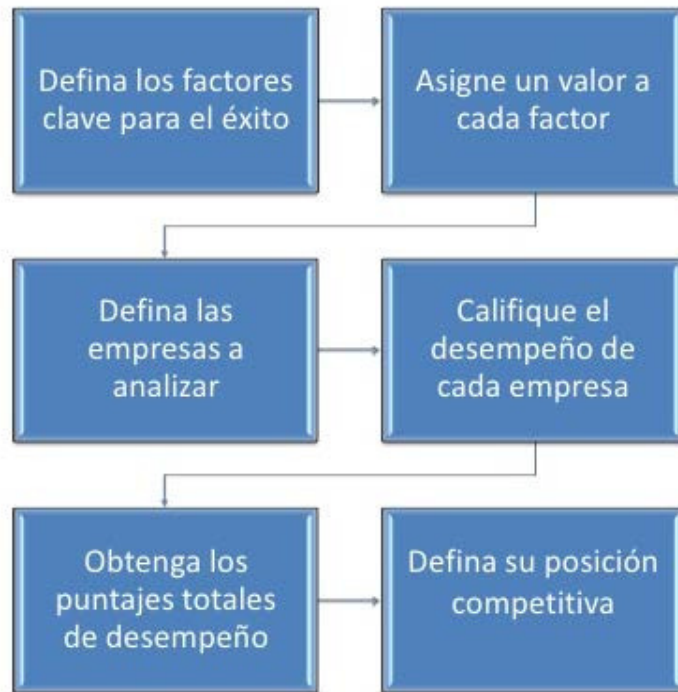 Defina los factores
clave para el éxito
Asigne un valor a
cada factor
Defina las
empresas a
analizar
Califique el
desempeño de
cada empresa
Obtenga los
puntajes totales
de desempeño
Defina su posición
competitiva